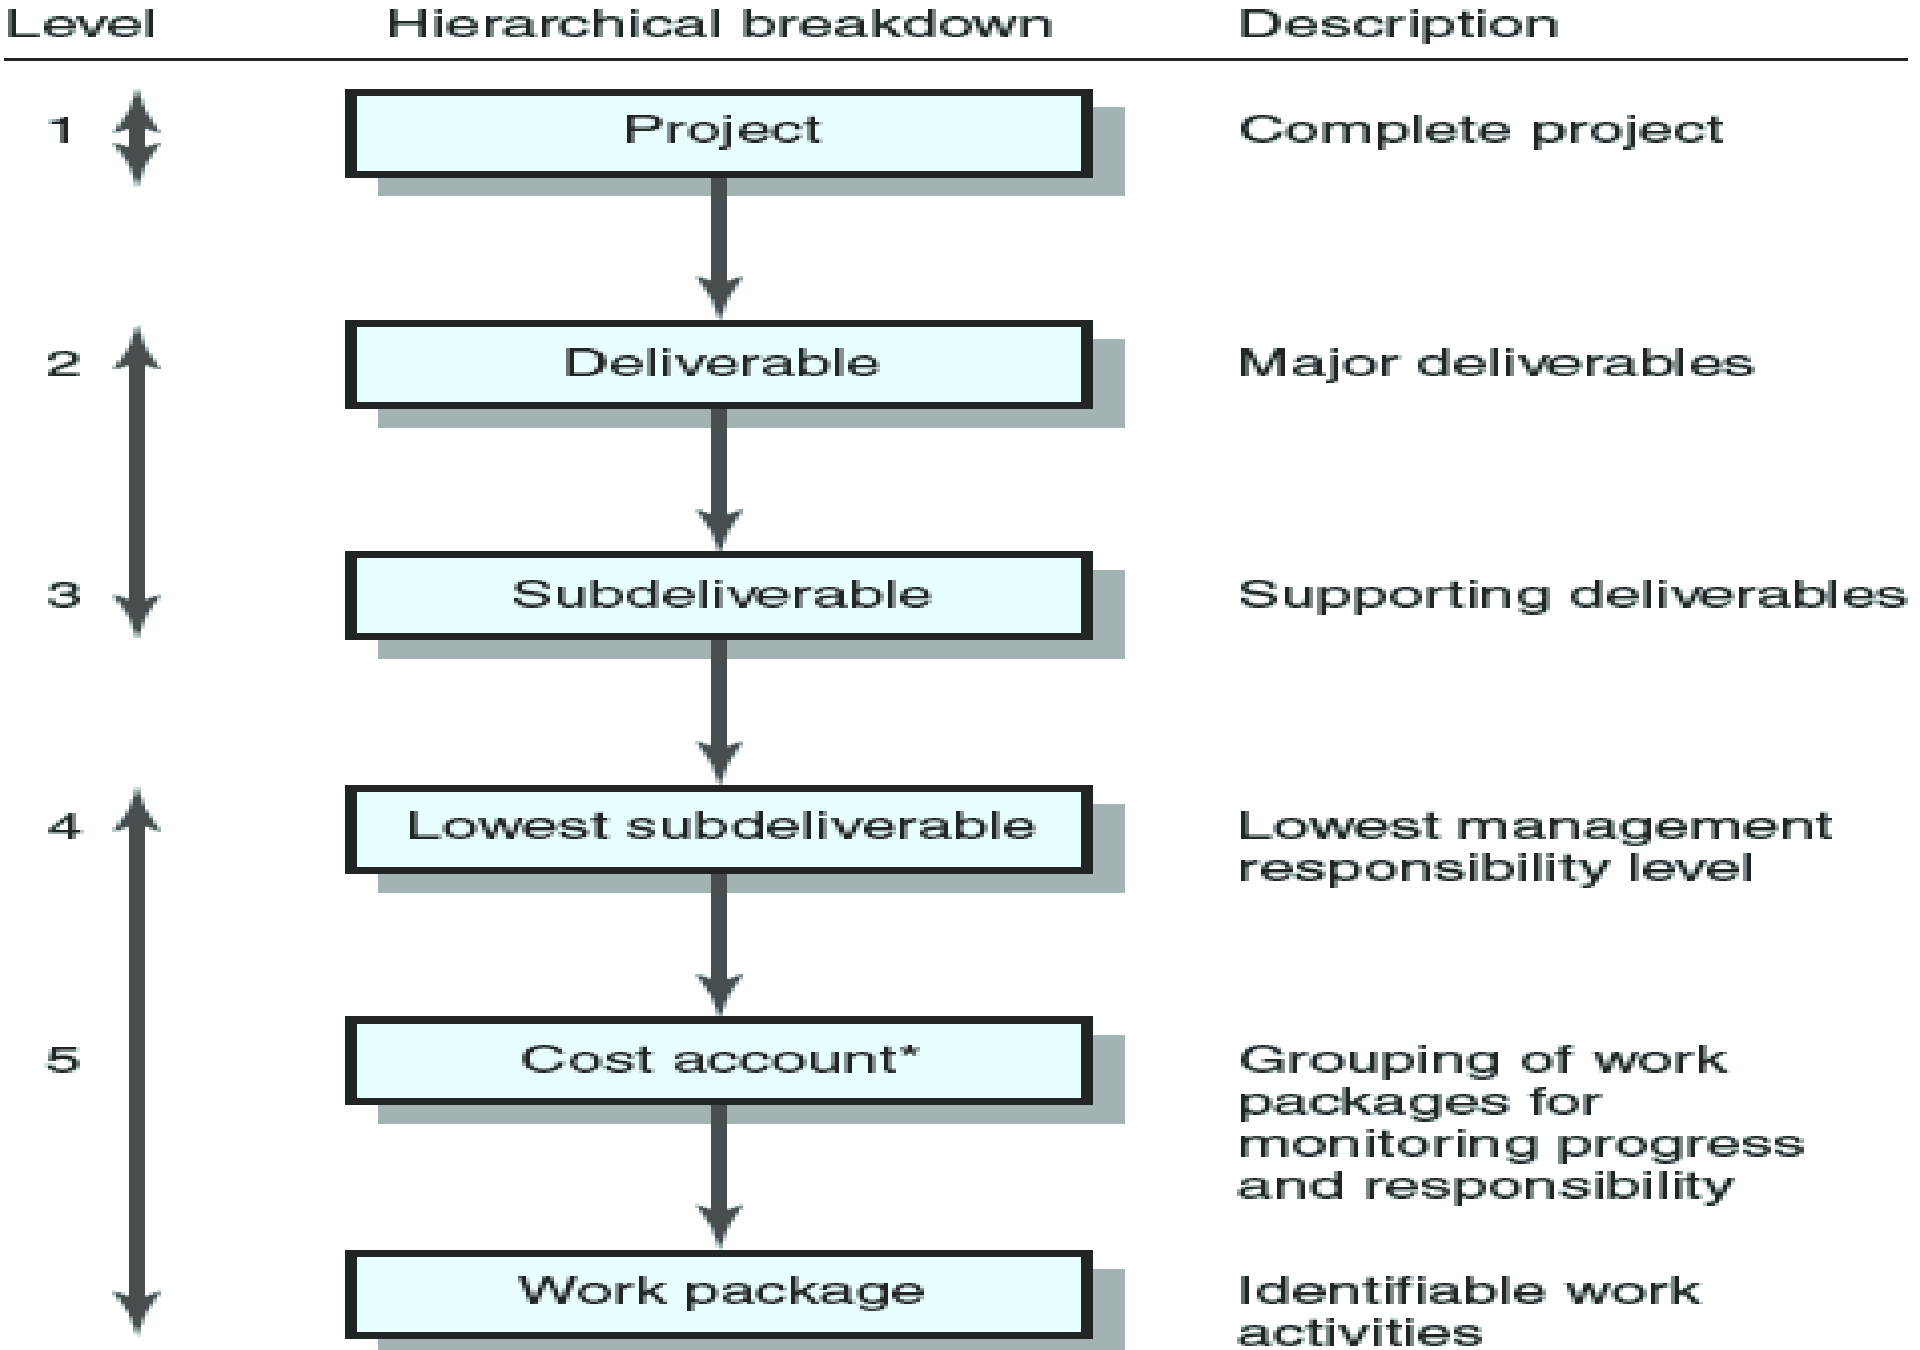 Level Hierarchical breakdown Description
1 Project Complete project
2 Deliverable Major deliverables
3 Subdeliverable Supporting deliverables
4 Lowest subdeliverable Lowest management
responsibility level
5 Cost account* Grouping of work
packages for
monitoring progress
and responsibility
Work package Identifiable work
activities